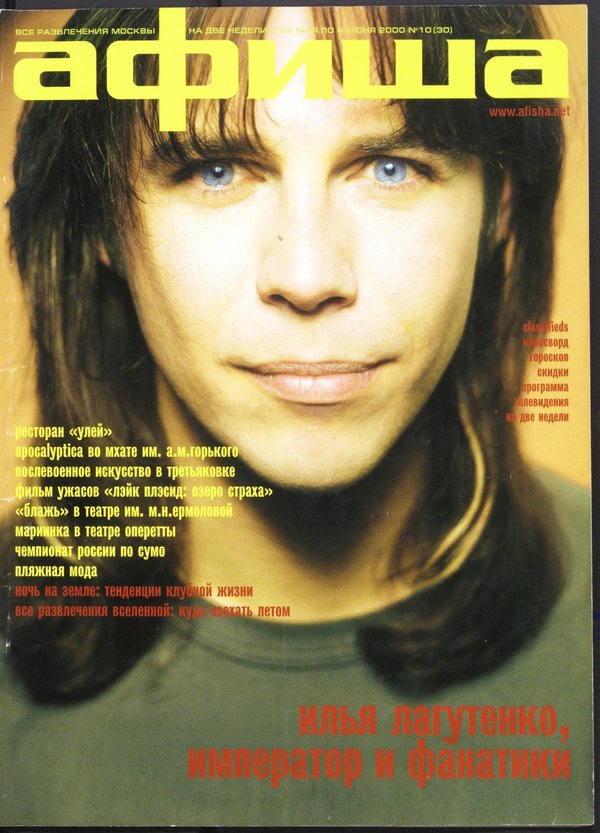 ВСЕ РАЗВЛЕЧЕНИЯ МОСКВЫ НА ДВЕ НЕДЕЛИ С 22 МАЯ ПО 4 ИЮНЯ 2000 №10 (30)
афиша
www.afisha.net
classifieds
кроссворд
гороскоп
скидки
программа
телевидения
на две недели
ресторан «улей»
apocalyptica во мхате им. а.м.горького
послевоенное искусство в третьяковке
фильм ужасов «лэйк плэсид: озеро страха»
«блажь» в театре им. м.н.ермоловой
мариинка в театре оперетты
чемпионат россии по сумо
пляжная мода
ночь на земле: тенденции клубной жизни
все развлечения вселенной: куда поехать летом
илья лагутенко,
император и фанатики